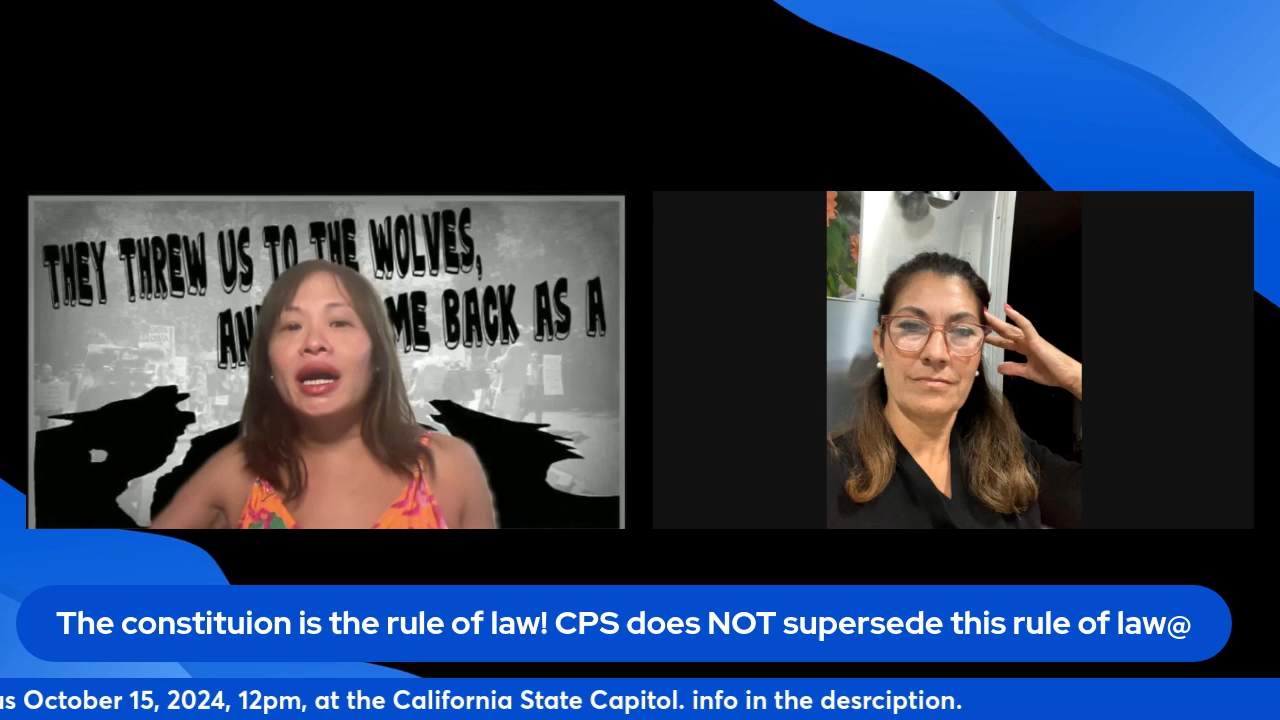 THEY THREW US TO THE WOLVES,
ME BACK AS A
The constituion is the rule of law! CPS does NOT supersede this rule of law@
as October 15, 2024, 12pm, at the California State Capitol. info in the desrciption.